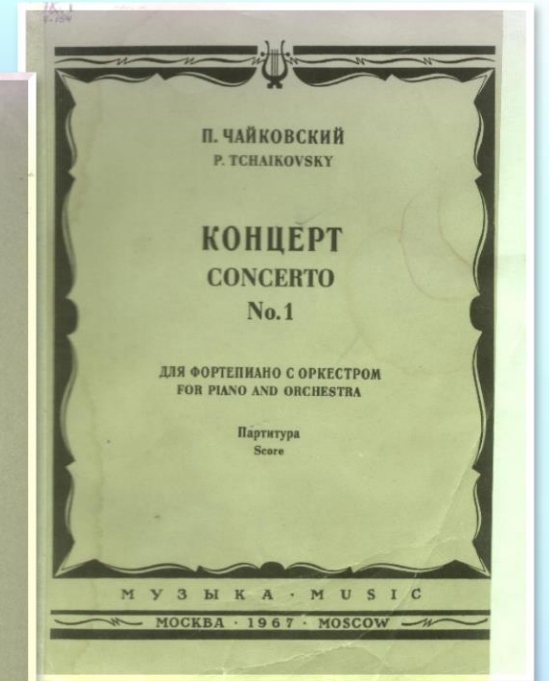 П. ЧАЙКОВСКИЙ
P. TCHAIKOVSKY
КОНЦЕРТ
CONCERTO
No. 1
ДЛЯ ФОРТЕПИАНО С ОРКЕСТРОМ
FOR PIANO AND ORCHESTRA
Партитура
Score
МУЗЫКА · MUSIC
МОСКВА · 1967 · MOSCOW